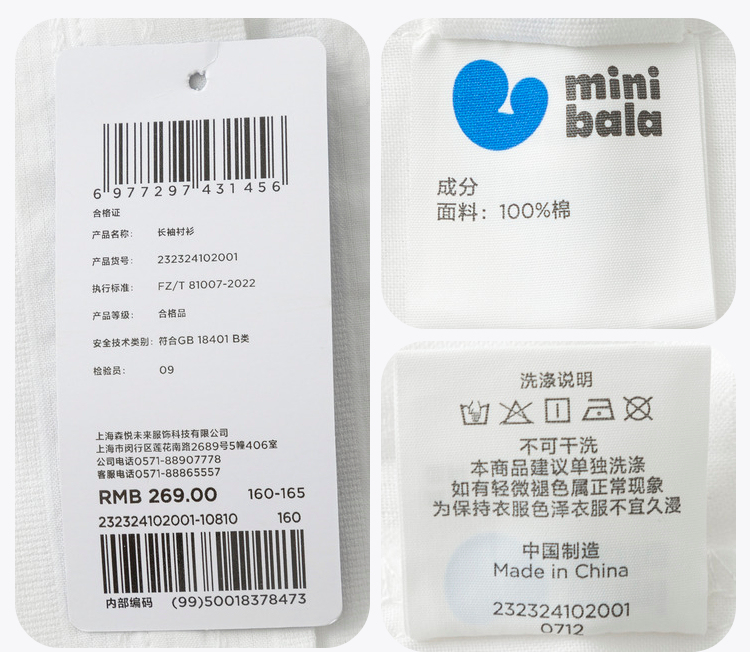 6 977297 431456
合格证
产品名称： 长袖衬衫
产品货号： 232324102001
执行标准： FZ/T 81007-2022
产品等级： 合格品
安全技术类别：符合GB 18401 B类
检验员： 09
上海森悦未来服饰科技有限公司
上海市闵行区莲花南路2689号5幢406室
公司电话0571-88907778
客服电话0571-88865557
RMB 269.00 160-165
232324102001-10810 160
内部编码 (99)50018378473
mini
bala
成分
面料：100%棉
洗涤说明
不可干洗
本商品建议单独洗涤
如有轻微褪色属正常现象
为保持衣服色泽衣服不宜久浸
中国制造
Made in China
232324102001
0712